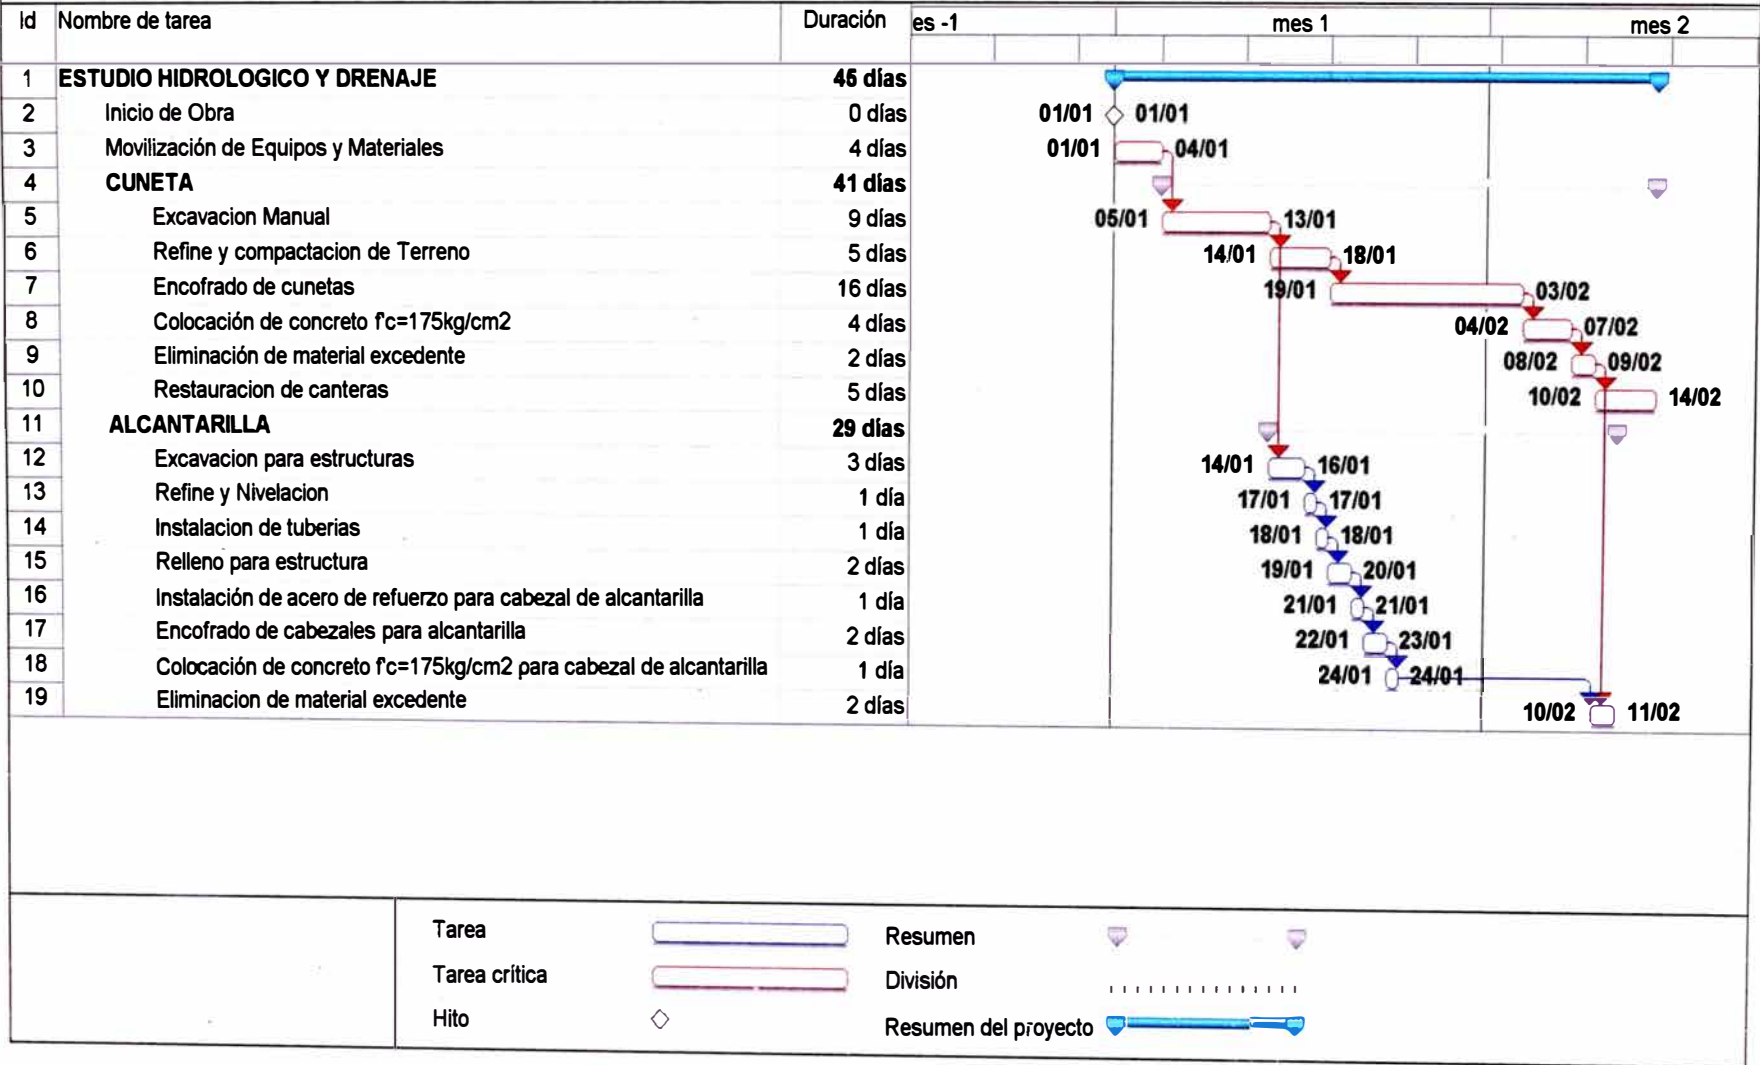 Id Nombre de tarea Duración es -1 mes 1 mes 2
1 ESTUDIO HIDROLOGICO Y DRENAJE 45 días
2 Inicio de Obra 0 días 01/01 01/01
3 Movilización de Equipos y Materiales 4 días 01/01 04/01
4 CUNETA 41 días
5 Excavacion Manual 9 días 05/01 13/01
6 Refine y compactacion de Terreno 5 días 14/01 18/01
7 Encofrado de cunetas 16 días 19/01 03/02
8 Colocación de concreto f'c=175kg/cm2 4 días 04/02 07/02
9 Eliminación de material excedente 2 días 08/02 09/02
10 Restauracion de canteras 5 días 10/02 14/02
11 ALCANTARILLA 29 días
12 Excavacion para estructuras 3 días 14/01 16/01
13 Refine y Nivelacion 1 día 17/01 17/01
14 Instalacion de tuberias 1 día 18/01 18/01
15 Relleno para estructura 2 días 19/01 20/01
16 Instalación de acero de refuerzo para cabezal de alcantarilla 1 día 21/01 21/01
17 Encofrado de cabezales para alcantarilla 2 días 22/01 23/01
18 Colocación de concreto f'c=175kg/cm2 para cabezal de alcantarilla 1 día 24/01 24/01
19 Eliminacion de material excedente 2 días 10/02 11/02
Tarea Resumen
Tarea crítica División
Hito Resumen del proyecto